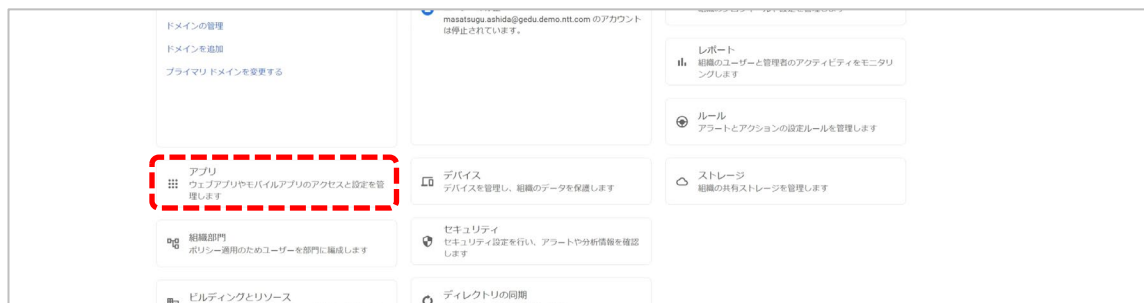 ドメインの管理
ドメインを追加
プライマリ ドメインを変更する
masatsugu.ashida@gedu.demo.ntt.com のアカウント
は停止されています。
レポート
組織のユーザーと管理者のアクティビティをモニタリ
ングします
ルール
アラートとアクションの設定ルールを管理します
アプリ
ウェブアプリやモバイルアプリのアクセスと設定を管
理します
デバイス
デバイスを管理し、組織のデータを保護します
ストレージ
組織の共有ストレージを管理します
組織部門
ポリシー適用のためユーザーを部門に編成します
セキュリティ
セキュリティ設定を行い、アラートや分析情報を確認
します
ビルディングとリソース
ディレクトリの同期